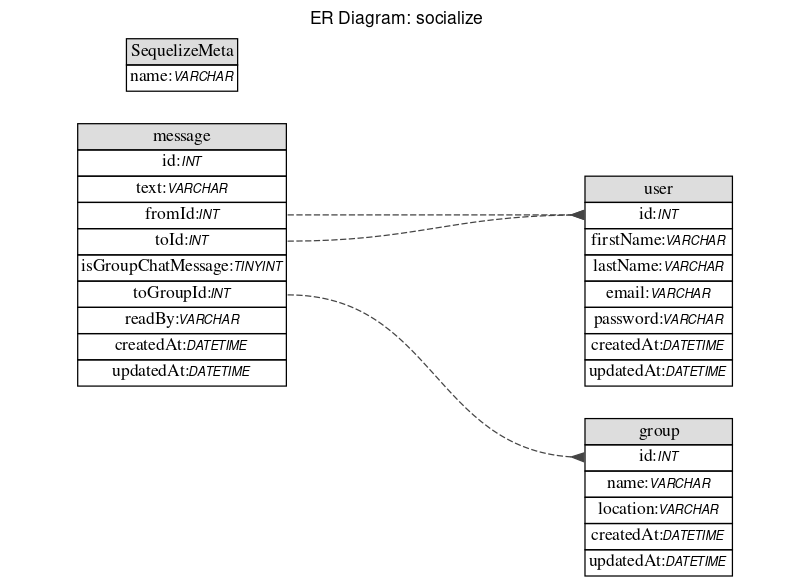 ER Diagram: socialize
SequelizeMeta
name:VARCHAR
message
id:INT
text:VARCHAR
fromId:INT
toId:INT
isGroupChatMessage:TINYINT
toGroupId:INT
readBy:VARCHAR
createdAt:DATETIME
updatedAt:DATETIME
user
id:INT
firstName:VARCHAR
lastName:VARCHAR
email:VARCHAR
password:VARCHAR
createdAt:DATETIME
updatedAt:DATETIME
group
id:INT
name:VARCHAR
location:VARCHAR
createdAt:DATETIME
updatedAt:DATETIME